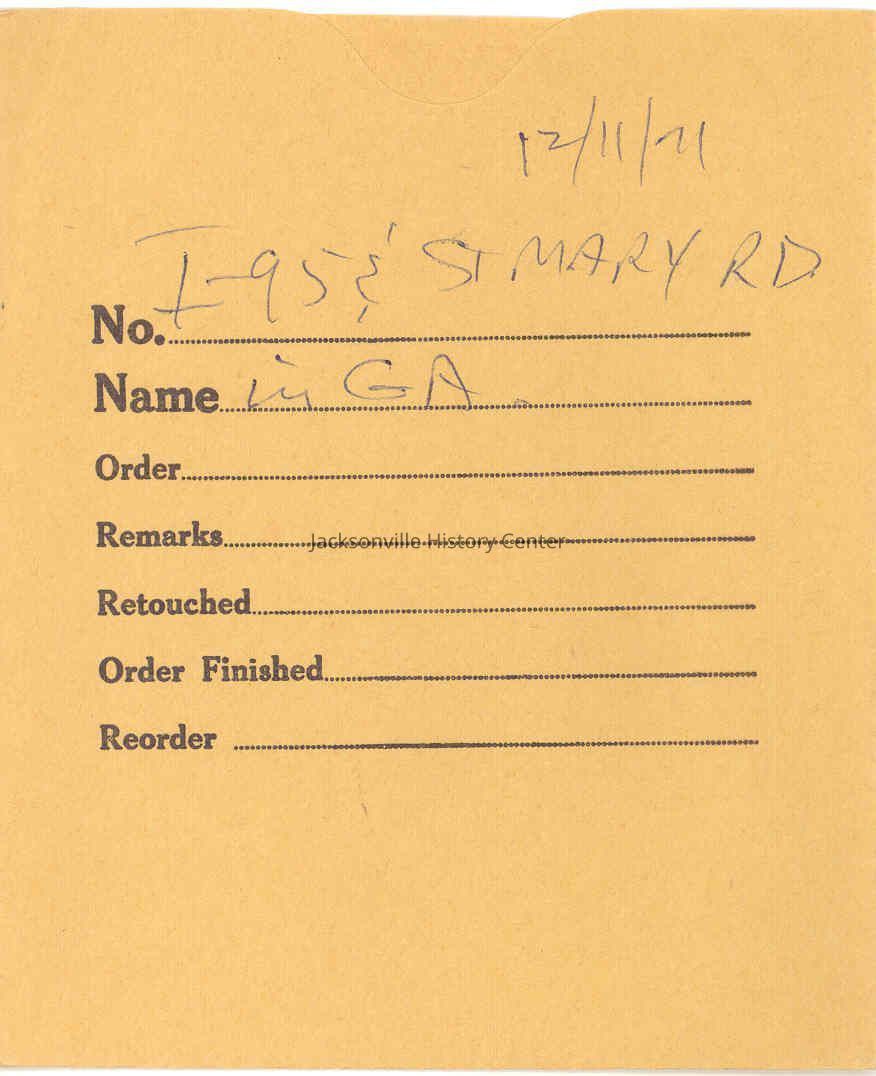 12/11/71
I-95 & St MARY RD
No.
Name in GA.
Order
Remarks
Jacksonville History Center
Retouched
Order Finished
Reorder